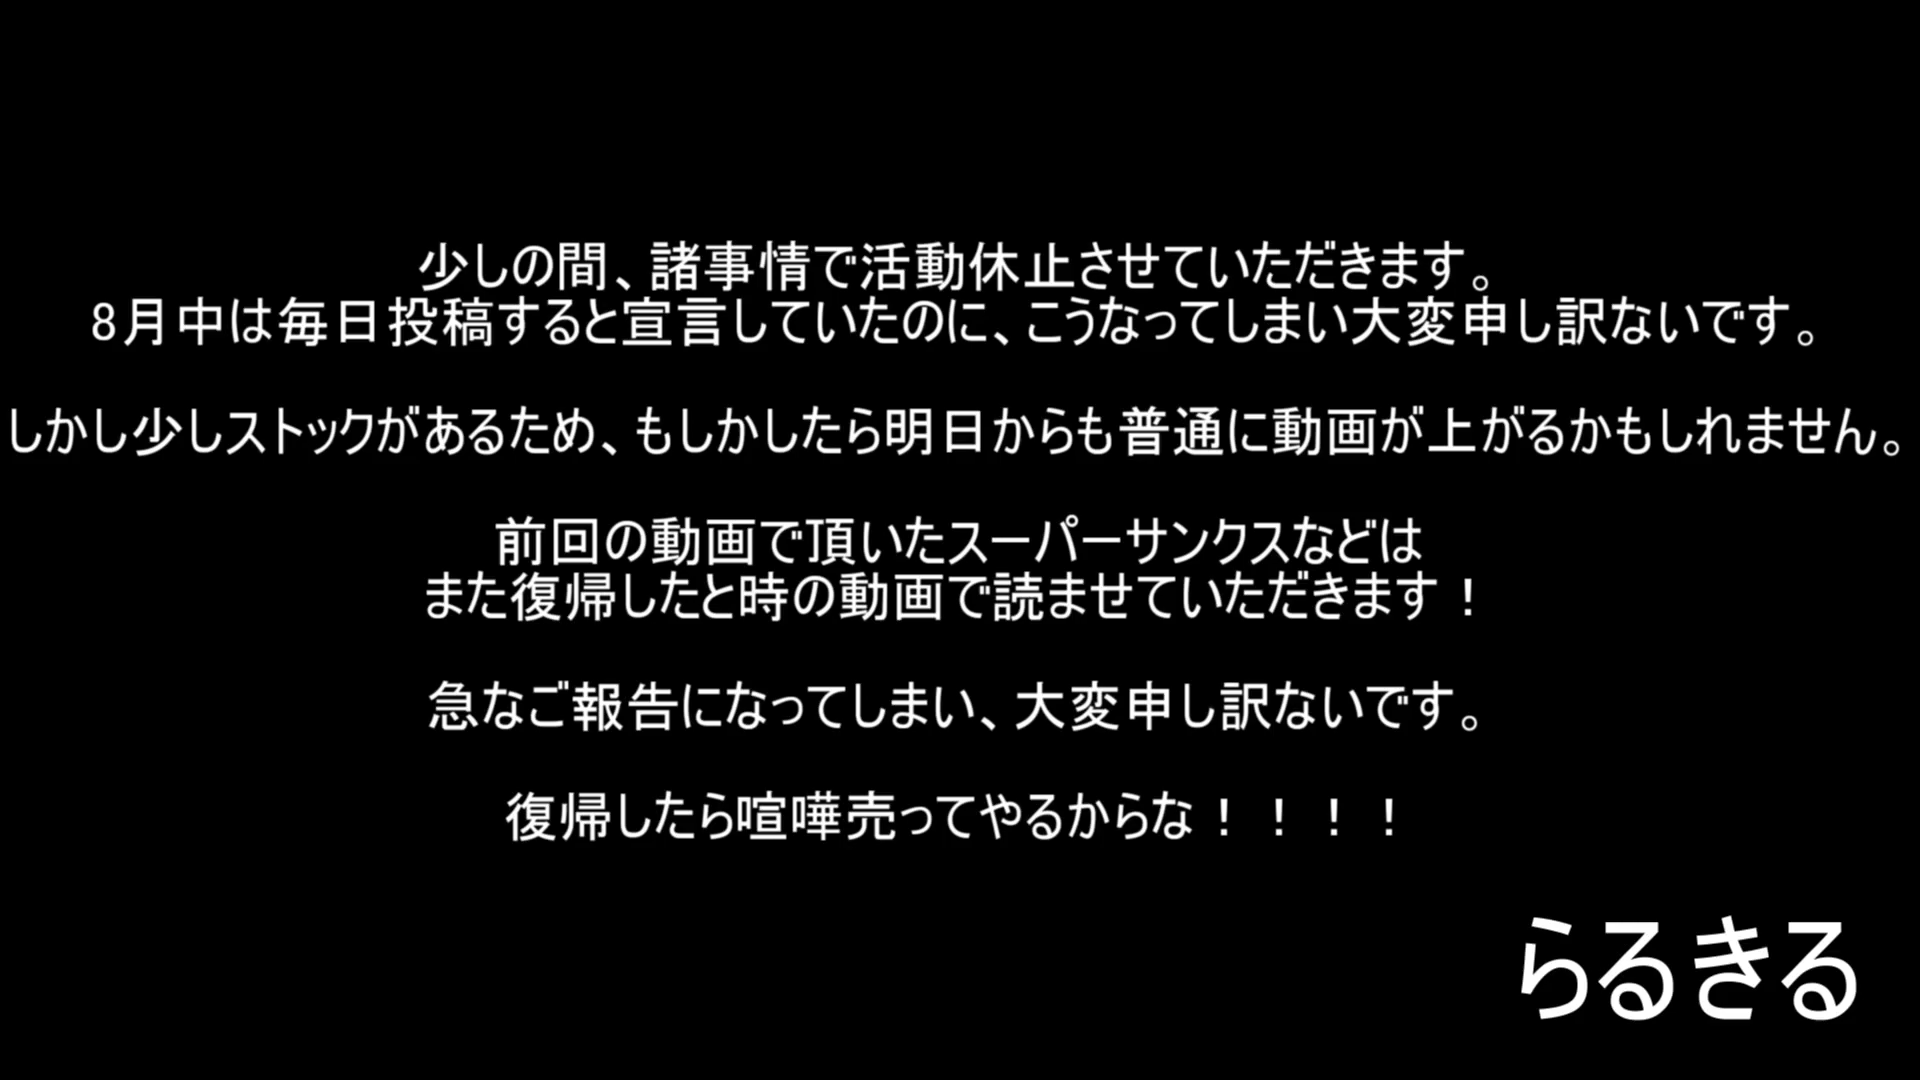 少しの間、諸事情で活動休止させていただきます。
8月中は毎日投稿すると宣言していたのに、こうなってしまい大変申し訳ないです。
しかし少しストックがあるため、もしかしたら明日からも普通に動画が上がるかもしれません。
前回の動画で頂いたスーパーサンクスなどは
また復帰したと時の動画で読ませていただきます！
急なご報告になってしまい、大変申し訳ないです。
復帰したら喧嘩売ってやるからな！！！！
らるきる